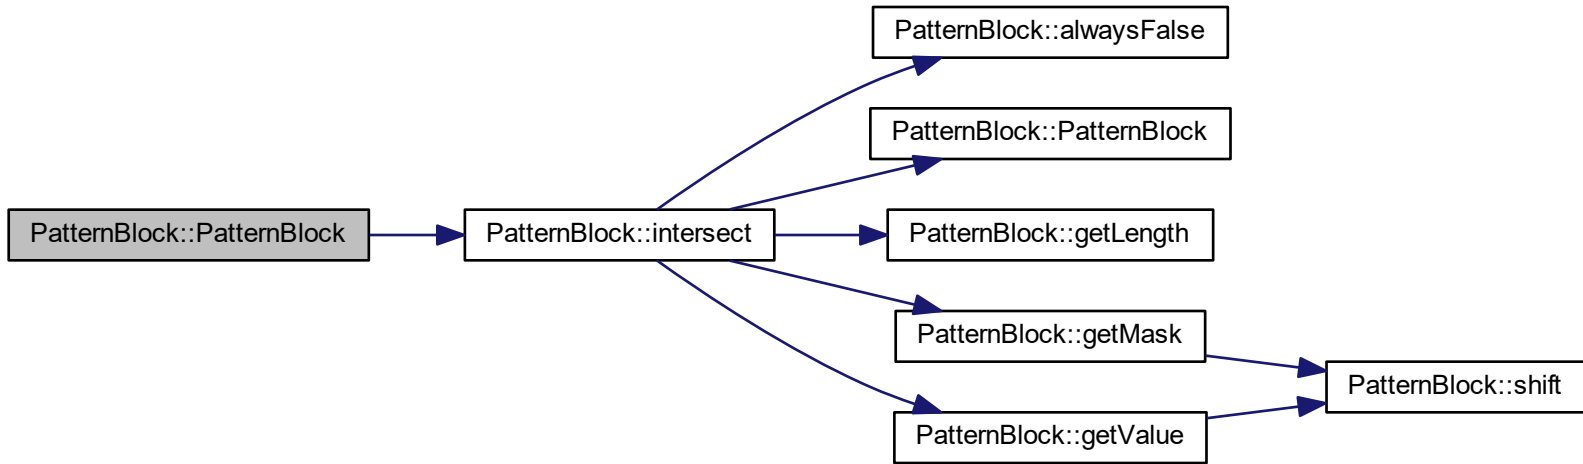 PatternBlock::alwaysFalse
PatternBlock::PatternBlock
PatternBlock::PatternBlock
PatternBlock::intersect
PatternBlock::getLength
PatternBlock::getMask
PatternBlock::shift
PatternBlock::getValue